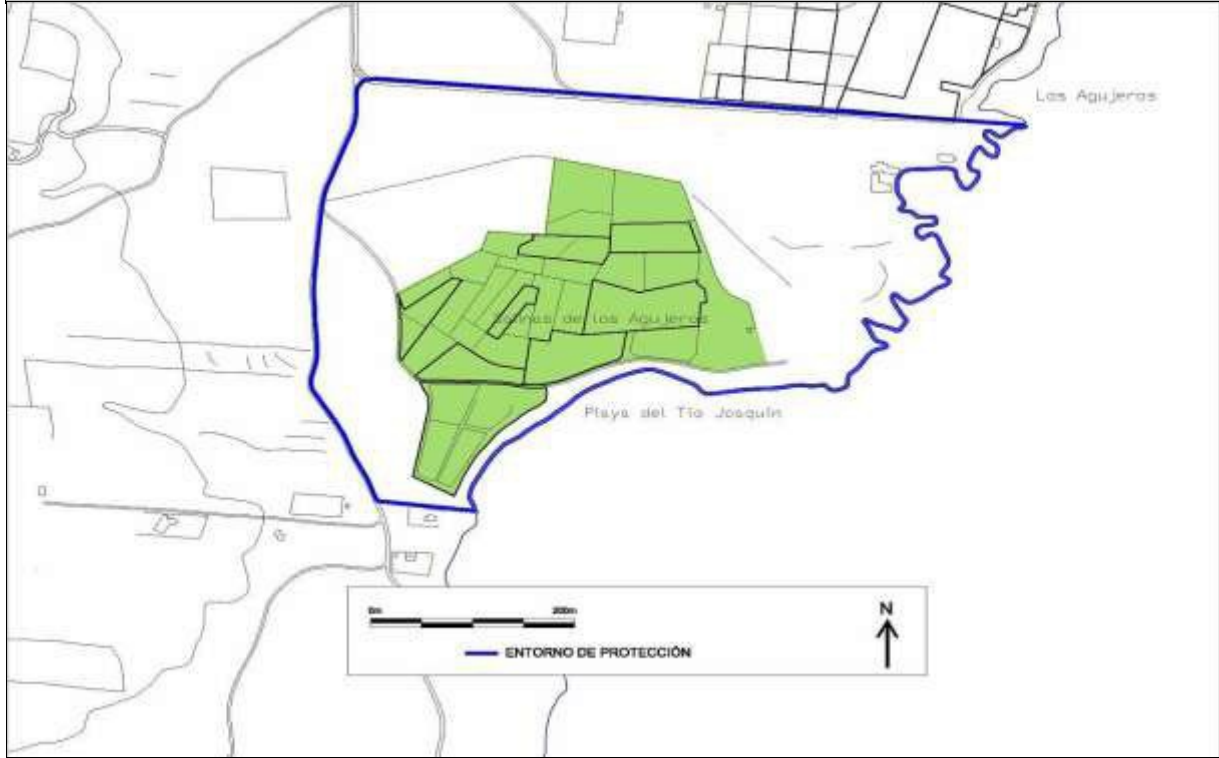 Los Agujeros
Salinas de los Agujeros
Playa del Tío Joaquín
0m 200m
N
ENTORNO DE PROTECCIÓN